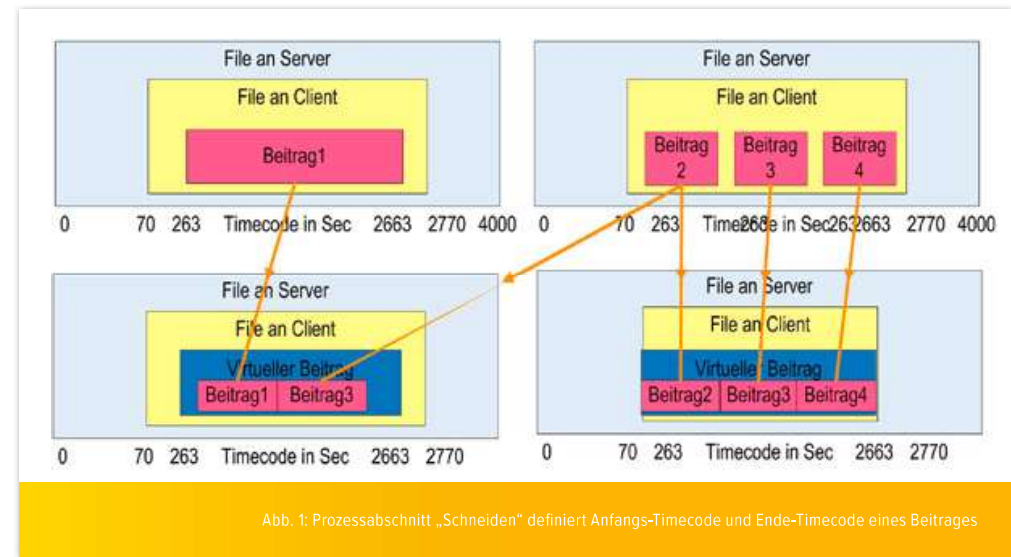 File an Server
File an Client
Beitrag1
0 70 263 Timecode in Sec 2663 2770 4000
File an Server
File an Client
Beitrag
2
Beitrag
3
Beitrag
4
0 70 263 Timecode in Sec 2663 2770 4000
File an Server
File an Client
Virtueller Beitrag
Beitrag1 Beitrag3
0 70 263 Timecode in Sec 2663 2770
File an Server
File an Client
Virtueller Beitrag
Beitrag2 Beitrag3 Beitrag4
0 70 263 Timecode in Sec 2663 2770
Abb. 1: Prozessabschnitt „Schneiden“ definiert Anfangs-Timecode und Ende-Timecode eines Beitrages